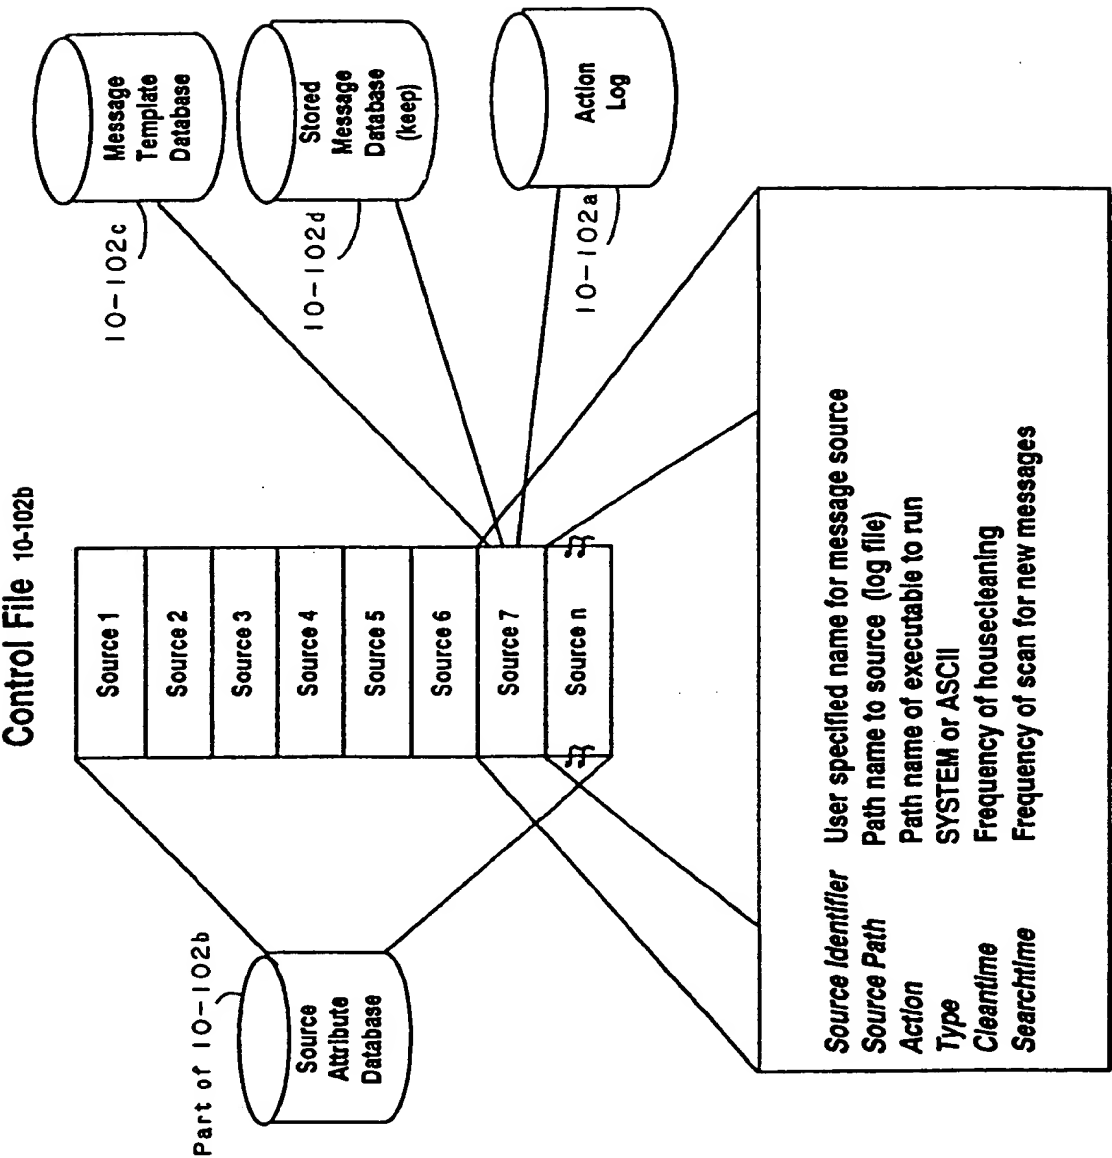 Control File 10-102b
Part of 10-102b
Source
Attribute
Database
Source 1
Source 2
Source 3
Source 4
Source 5
Source 6
Source 7
Source n
10-102c
Message
Template
Database
10-102d
Stored
Message
Database
(keep)
10-102a
Action
Log
Source Identifier User specified name for message source
Source Path Path name to source (log file)
Action Path name of executable to run
Type SYSTEM or ASCII
Cleantime Frequency of housecleaning
Searchtime Frequency of scan for new messages